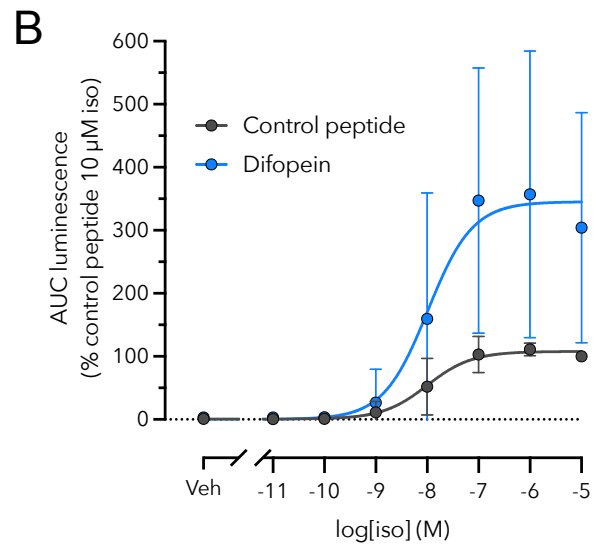 B
600
500
400
300
200
100
0
AUC luminescence
(% control peptide 10 µM iso)
Control peptide
Difopein
Veh
-11
-10
-9
-8
-7
-6
-5
log[iso] (M)